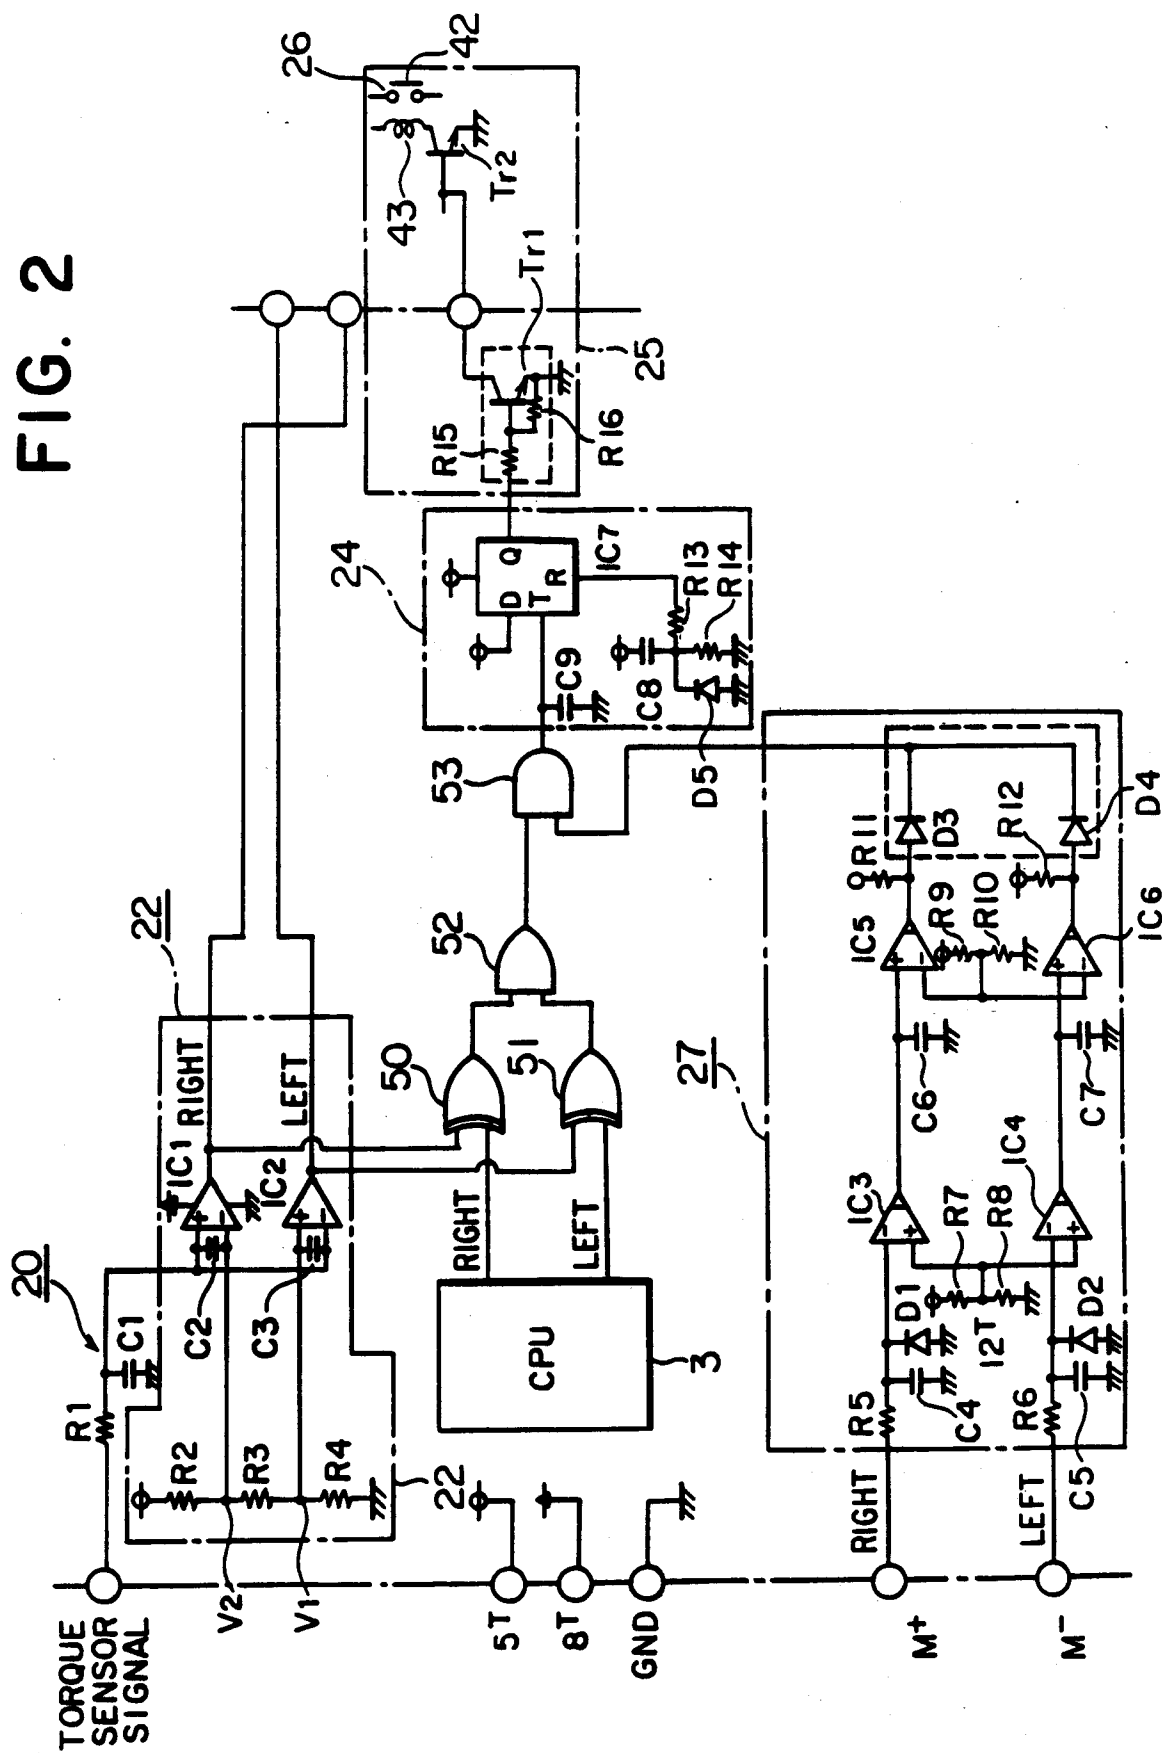 FIG. 2
TORQUE
SENSOR
SIGNAL
R1
C1
20
22
IC1
RIGHT
IC2
LEFT
C2
C3
R2
R3
R4
22
V2
V1
26
42
43
Tr2
Tr1
25
R15
R16
24
D
Q
T
R
IC7
C9
C8
R13
R14
D5
53
52
50
51
CPU
3
RIGHT
LEFT
5T
8T
GND
27
M+
M-
RIGHT
LEFT
R5
R6
C4
C5
D1
D2
12T
R7
R8
IC3
IC4
C6
C7
IC5
IC6
R9
R10
R11
R12
D3
D4
+
-
+
-
-
+
-
+
+
-
+
-